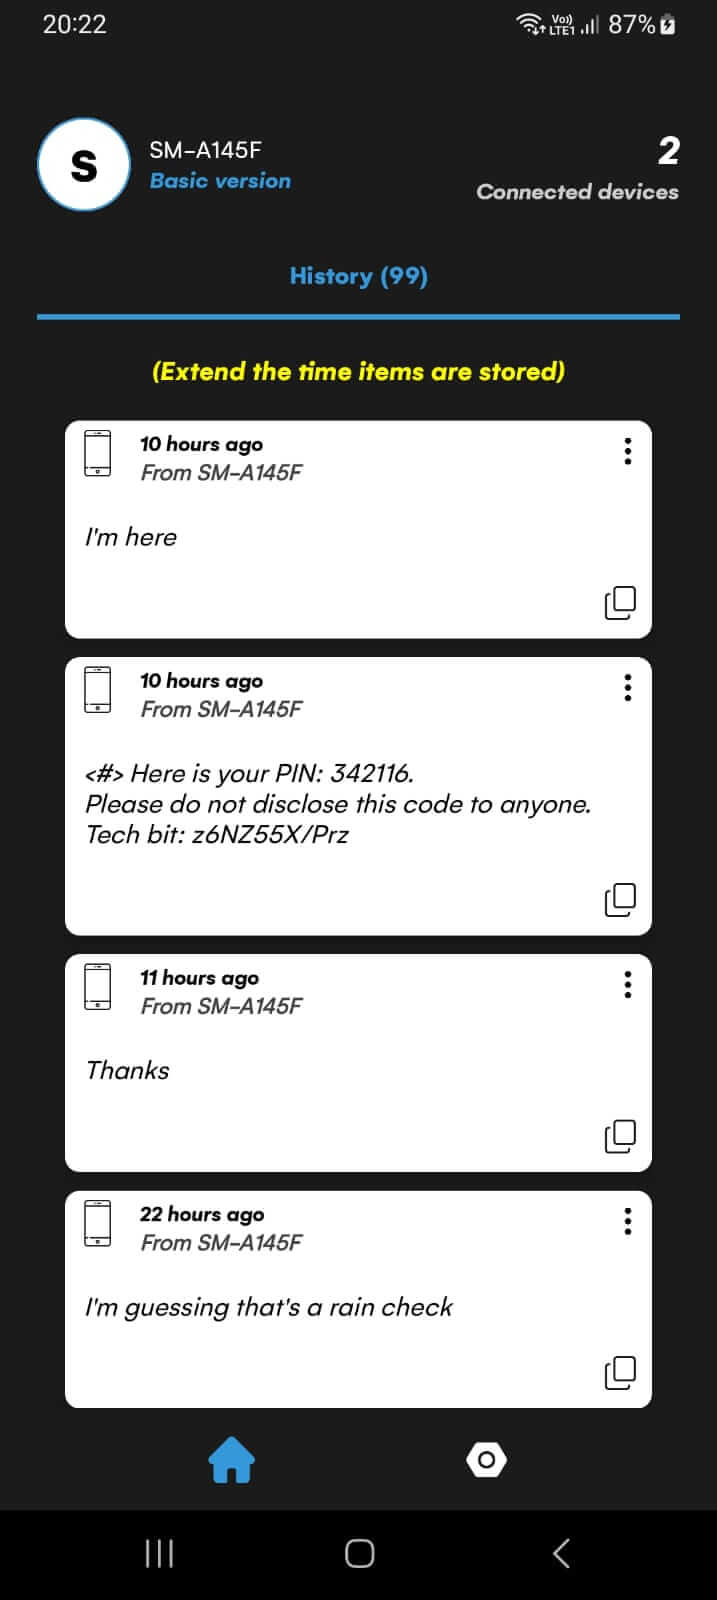 20:22
Vo))
LTE1
87%
S
SM-A145F
Basic version
2
Connected devices
History (99)
(Extend the time items are stored)
10 hours ago
From SM-A145F
I'm here
10 hours ago
From SM-A145F
<#> Here is your PIN: 342116.
Please do not disclose this code to anyone.
Tech bit: z6NZ55X/Prz
11 hours ago
From SM-A145F
Thanks
22 hours ago
From SM-A145F
I'm guessing that's a rain check